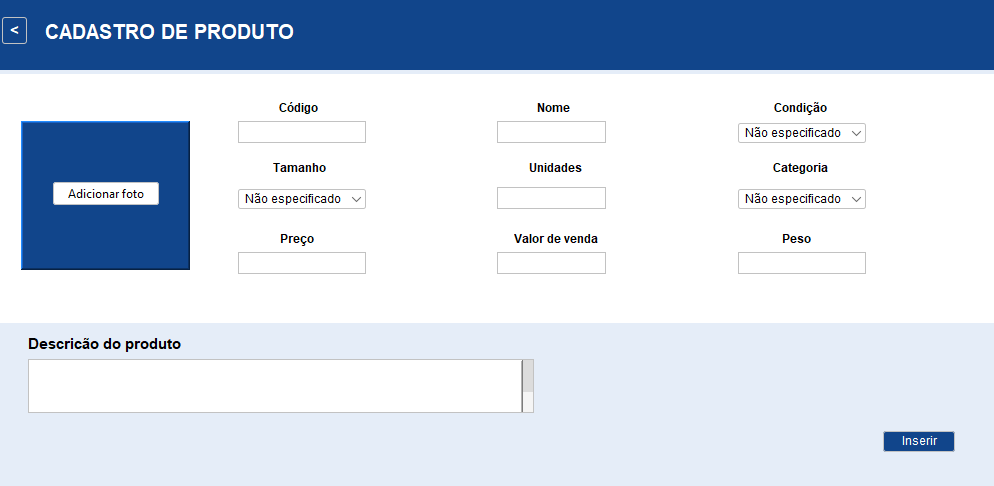 < CADASTRO DE PRODUTO
Código Nome Condição
Não especificado
Tamanho Unidades Categoria
Adicionar foto
Não especificado Não especificado
Preço Valor de venda Peso
Descricão do produto
Inserir